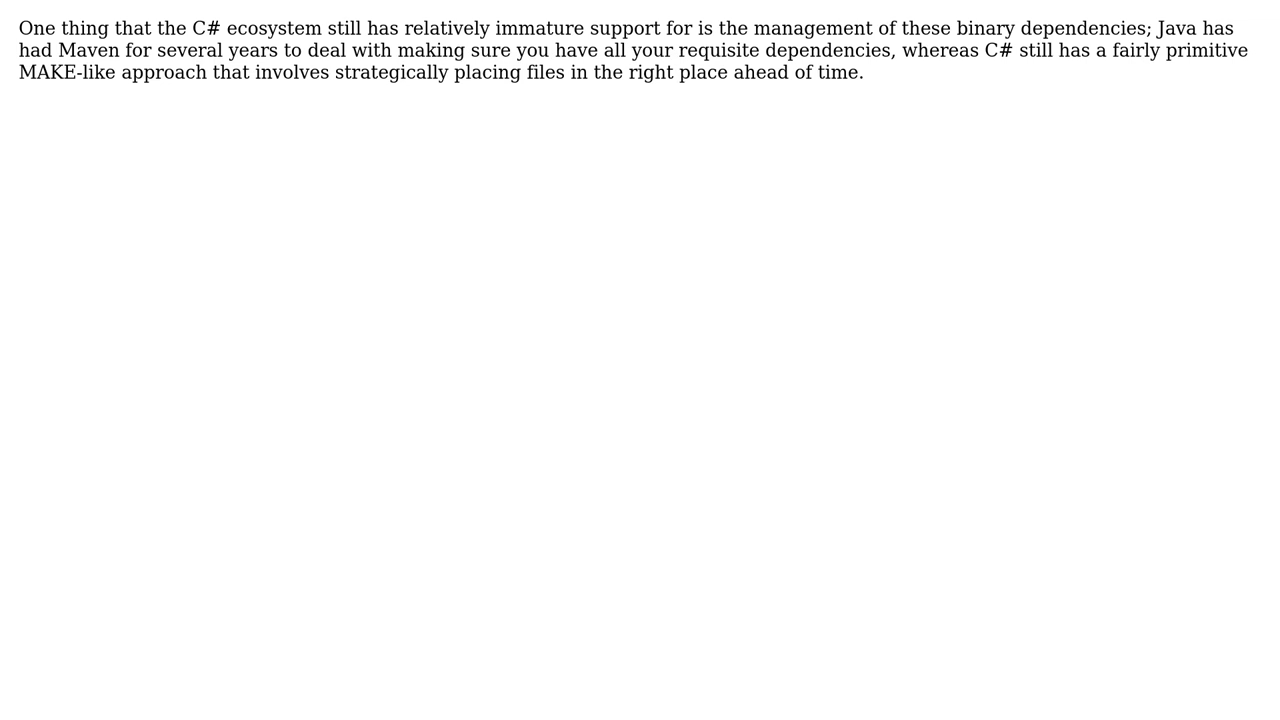 One thing that the C# ecosystem still has relatively immature support for is the management of these binary dependencies; Java has
had Maven for several years to deal with making sure you have all your requisite dependencies, whereas C# still has a fairly primitive
MAKE-like approach that involves strategically placing files in the right place ahead of time.